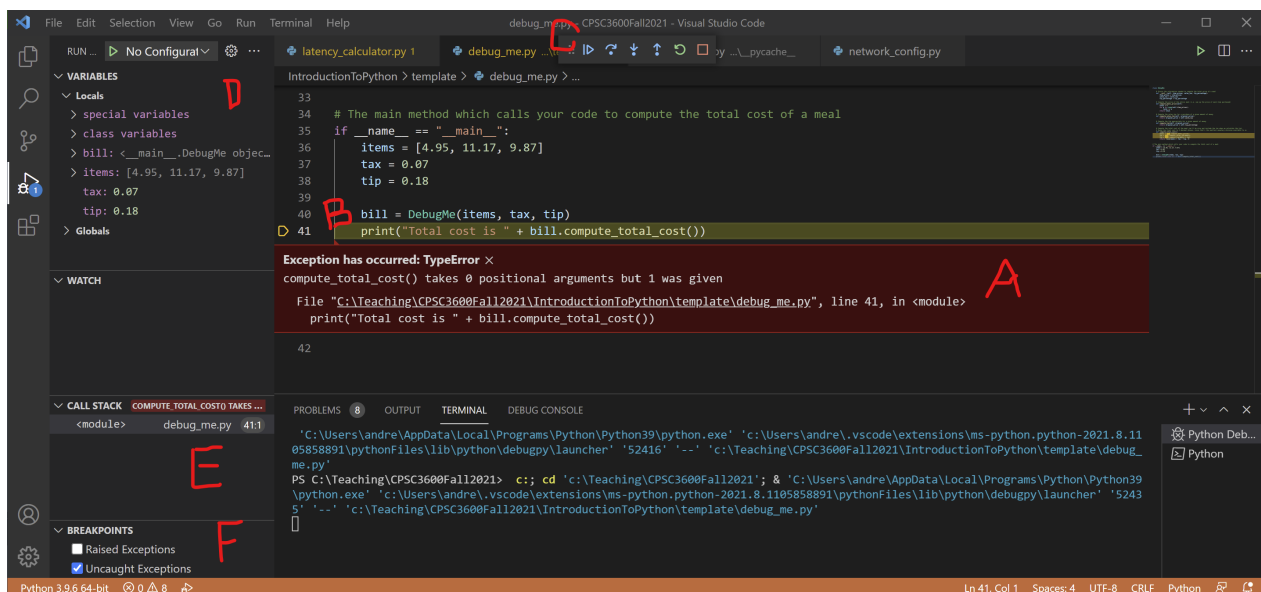 File Edit Selection View Go Run Terminal Help debug_me.py - CPSC3600Fall2021 - Visual Studio Code
C
RUN ... No Configurat
latency_calculator.py 1 debug_me.py ...\ py ...\__pycache__ network_config.py
VARIABLES
IntroductionToPython > template > debug_me.py > ...
D
Locals
> special variables
> class variables
> bill: <__main__.DebugMe objec...
> items: [4.95, 11.17, 9.87]
tax: 0.07
tip: 0.18
> Globals
1
33
34 # The main method which calls your code to compute the total cost of a meal
35 if __name__ == "__main__":
36 items = [4.95, 11.17, 9.87]
37 tax = 0.07
38 tip = 0.18
39
B
40 bill = DebugMe(items, tax, tip)
41 print("Total cost is " + bill.compute_total_cost())
Exception has occurred: TypeError ×
compute_total_cost() takes 0 positional arguments but 1 was given
A
File "C:\Teaching\CPSC3600Fall2021\IntroductionToPython\template\debug_me.py", line 41, in <module>
print("Total cost is " + bill.compute_total_cost())
42
WATCH
CALL STACK COMPUTE_TOTAL_COST() TAKES ...
<module> debug_me.py 41:1
E
BREAKPOINTS
F
Raised Exceptions
Uncaught Exceptions
PROBLEMS 8 OUTPUT TERMINAL DEBUG CONSOLE
'C:\Users\andre\AppData\Local\Programs\Python\Python39\python.exe' 'c:\Users\andre\.vscode\extensions\ms-python.python-2021.8.11
05858891\pythonFiles\lib\python\debugpy\launcher' '52416' '--' 'c:\Teaching\CPSC3600Fall2021\IntroductionToPython\template\debug_
me.py'
PS C:\Teaching\CPSC3600Fall2021> c:; cd 'c:\Teaching\CPSC3600Fall2021'; & 'C:\Users\andre\AppData\Local\Programs\Python\Python39
\python.exe' 'c:\Users\andre\.vscode\extensions\ms-python.python-2021.8.1105858891\pythonFiles\lib\python\debugpy\launcher' '5243
5' '--' 'c:\Teaching\CPSC3600Fall2021\IntroductionToPython\template\debug_me.py'
Python Deb...
Python
Python 3.9.6 64-bit 0 8 Ln 41, Col 1 Spaces: 4 UTF-8 CRLF Python